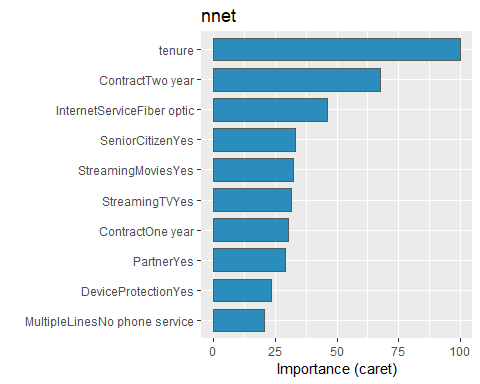 nnet
tenure
ContractTwo year
InternetServiceFiber optic
SeniorCitizenYes
StreamingMoviesYes
StreamingTVYes
ContractOne year
PartnerYes
DeviceProtectionYes
MultipleLinesNo phone service
0 25 50 75 100
Importance (caret)